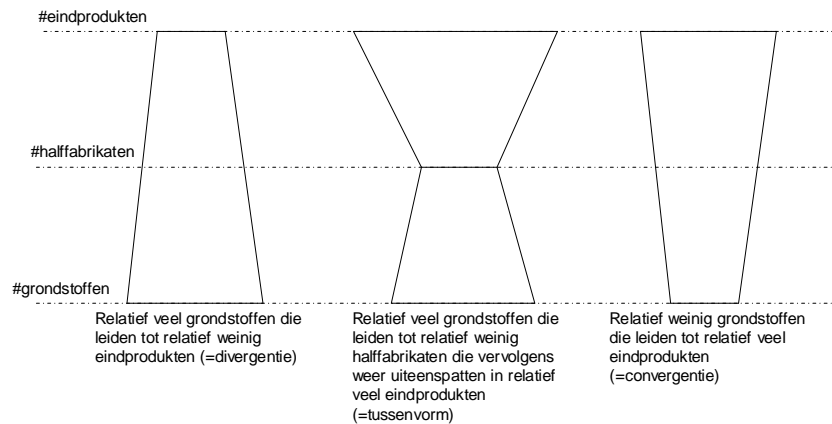 #eindprodukten
#halffabrikaten
#grondstoffen
Relatief veel grondstoffen die
leiden tot relatief weinig
eindprodukten (=divergentie)
Relatief veel grondstoffen die
leiden tot relatief weinig
halffabrikaten die vervolgens
weer uiteenspatten in relatief
veel eindprodukten
(=tussenvorm)
Relatief weinig grondstoffen
die leiden tot relatief veel
eindprodukten
(=convergentie)